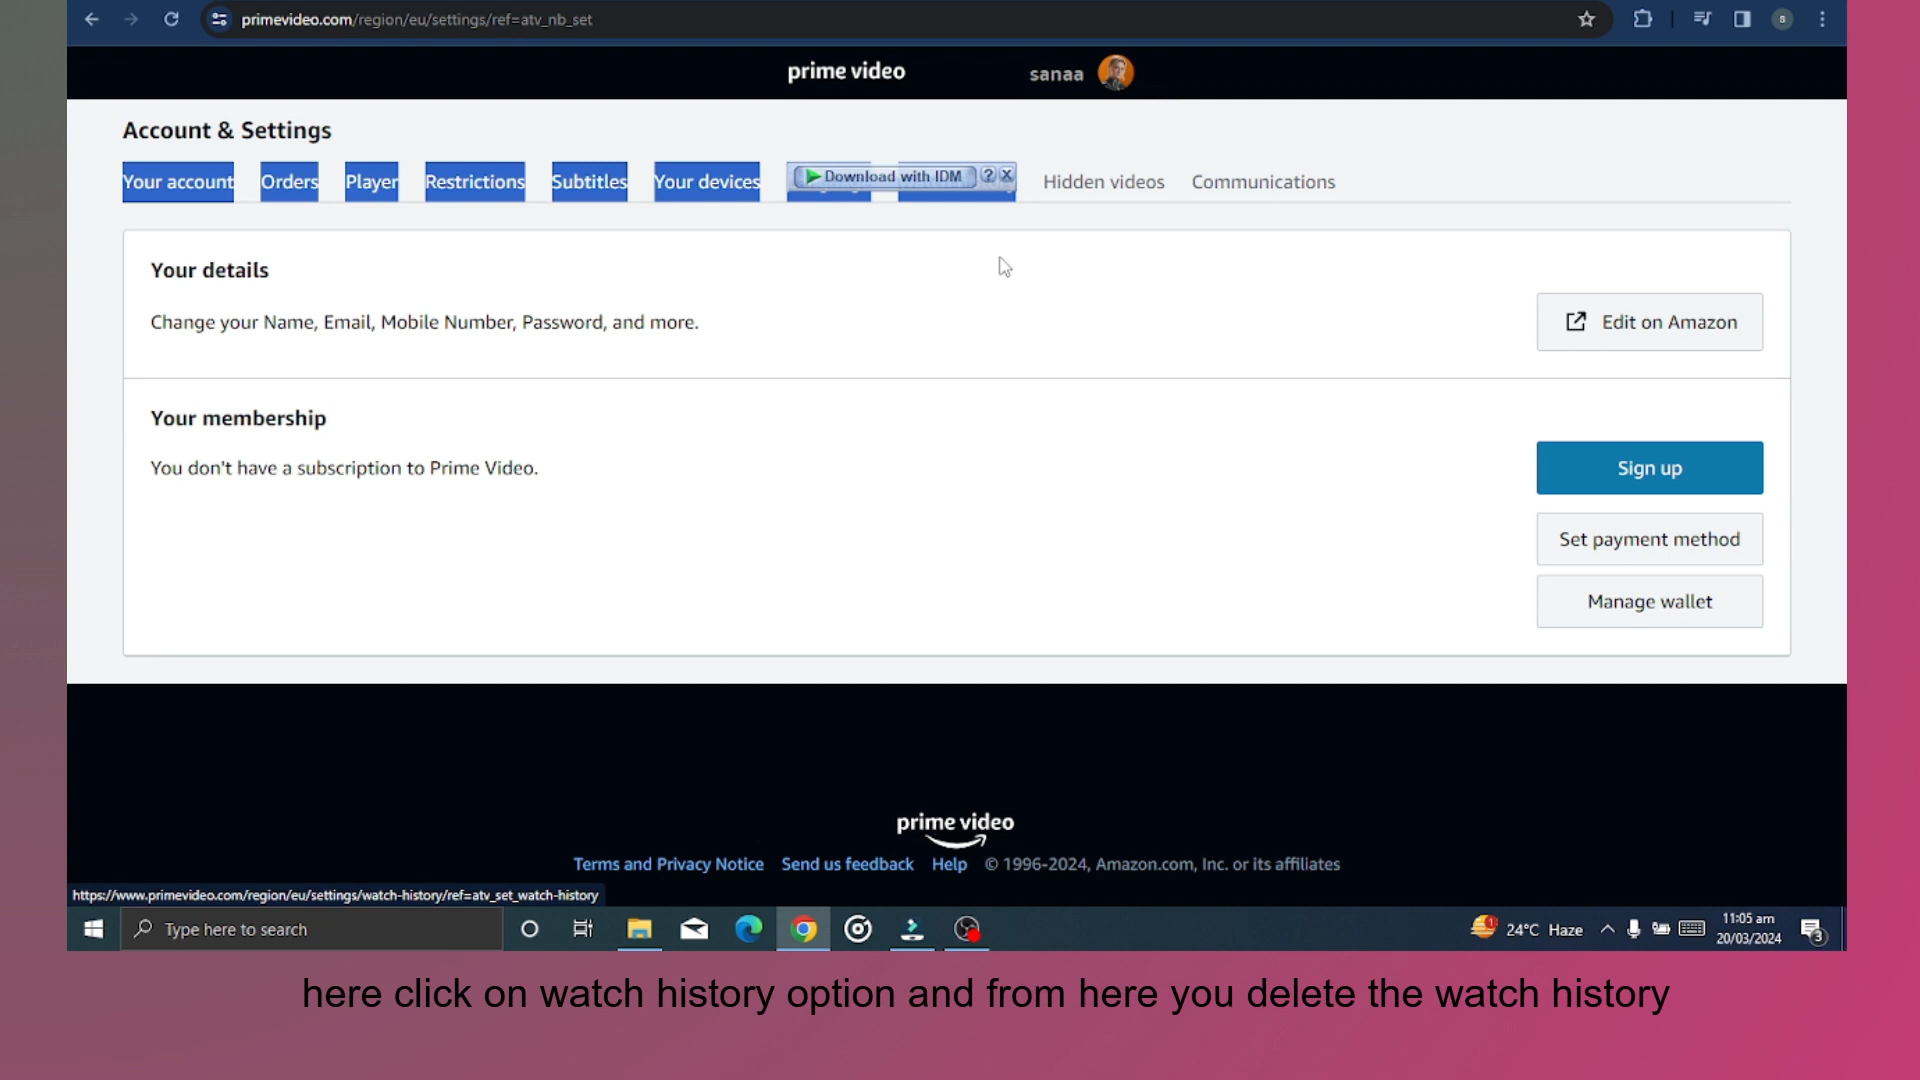 primevideo.com/region/eu/settings/ref=atv_nb_set
s
prime video
sanaa
Account & Settings
Your account Orders Player Restrictions Subtitles Your devices Download with IDM ? X Hidden videos Communications
Your details
Change your Name, Email, Mobile Number, Password, and more.
Edit on Amazon
Your membership
You don't have a subscription to Prime Video.
Sign up
Set payment method
Manage wallet
prime video
Terms and Privacy Notice Send us feedback Help © 1996-2024, Amazon.com, Inc. or its affiliates
https://www.primevideo.com/region/eu/settings/watch-history/ref=atv_set_watch-history
Type here to search
1
24°C Haze
11:05 am
20/03/2024
3
here click on watch history option and from here you delete the watch history